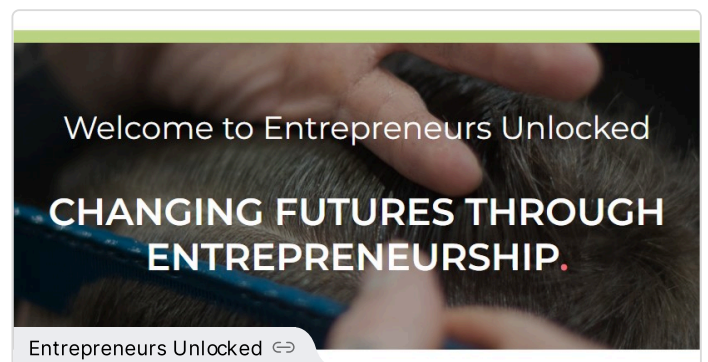 Welcome to Entrepreneurs Unlocked
CHANGING FUTURES THROUGH
ENTREPRENEURSHIP.
Entrepreneurs Unlocked